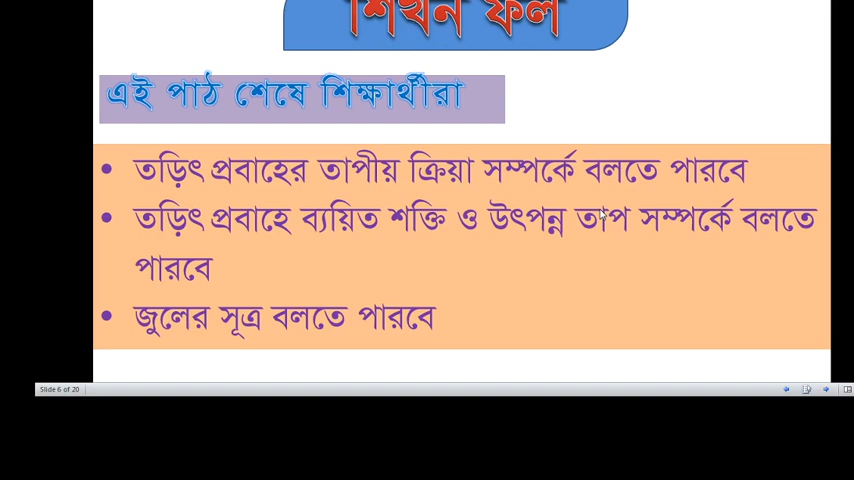 শিখন ফল
এই পাঠ শেষে শিক্ষার্থীরা
• তড়িৎ প্রবাহের তাপীয় ক্রিয়া সম্পর্কে বলতে পারবে
• তড়িৎ প্রবাহে ব্যয়িত শক্তি ও উৎপন্ন তাপ সম্পর্কে বলতে
পারবে
• জুলের সূত্র বলতে পারবে
Slide 6 of 20